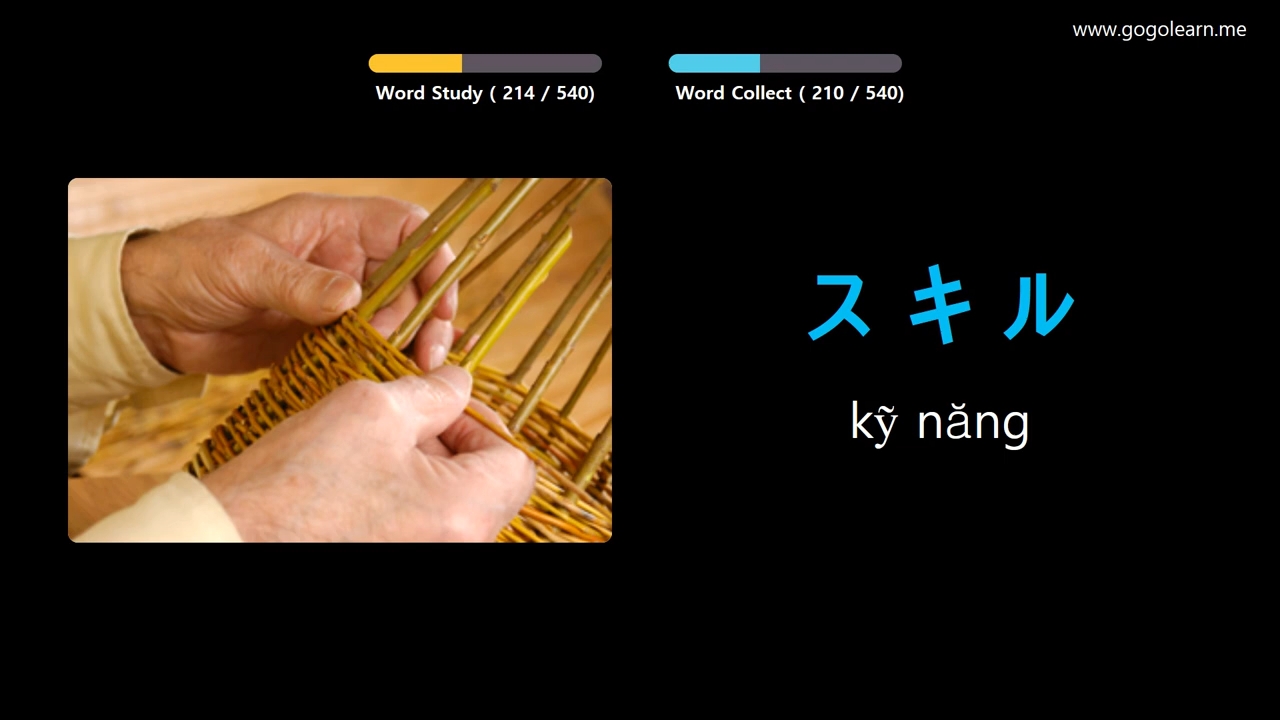 www.gogolearn.me
Word Study ( 214 / 540)
Word Collect ( 210 / 540)
スキル
kỹ năng